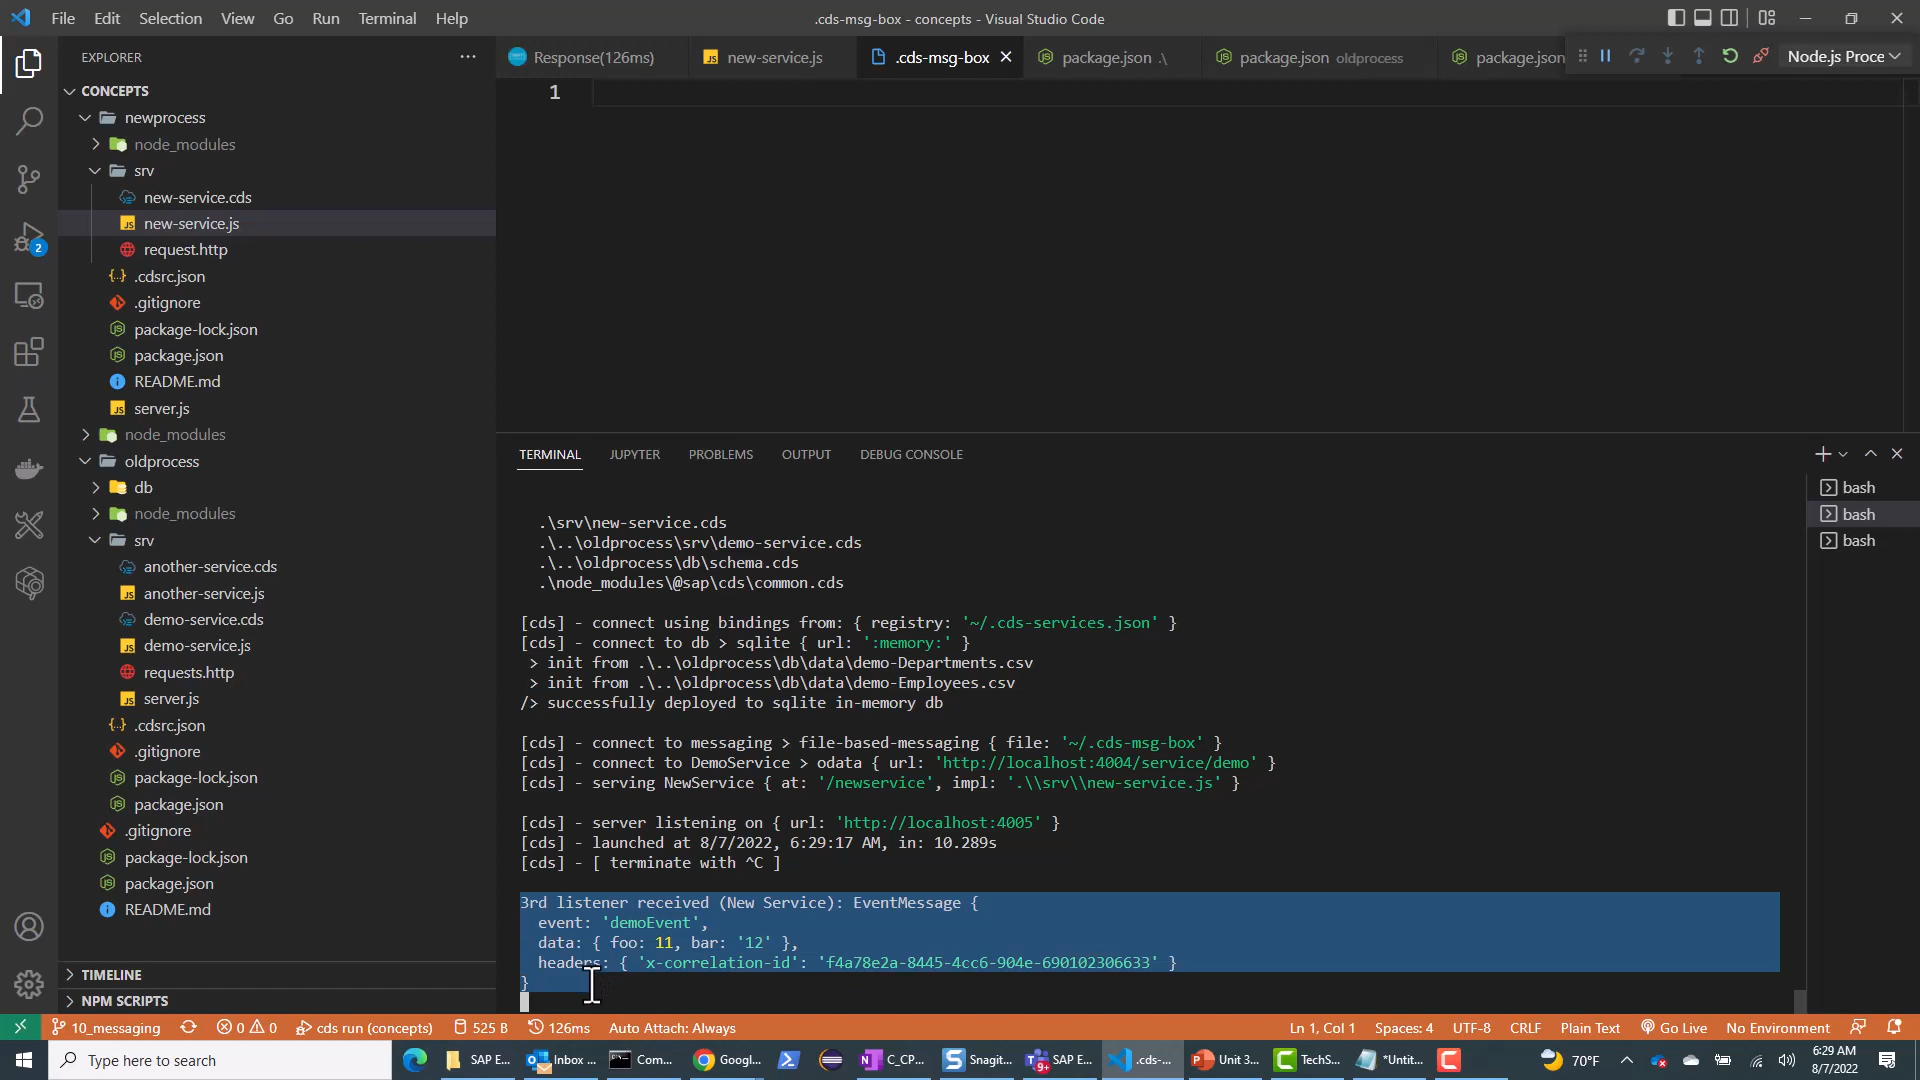 File Edit Selection View Go Run Terminal Help
.cds-msg-box - concepts - Visual Studio Code
EXPLORER
Response(126ms)
new-service.js
.cds-msg-box
package.json .\
package.json oldprocess
package.json
Node.js Proce
CONCEPTS
newprocess
node_modules
srv
new-service.cds
new-service.js
request.http
.cdsrc.json
.gitignore
package-lock.json
package.json
README.md
server.js
node_modules
oldprocess
db
node_modules
srv
another-service.cds
another-service.js
demo-service.cds
demo-service.js
requests.http
server.js
.cdsrc.json
.gitignore
package-lock.json
package.json
.gitignore
package-lock.json
package.json
README.md
TIMELINE
NPM SCRIPTS
2
1
TERMINAL JUPYTER PROBLEMS OUTPUT DEBUG CONSOLE
bash
bash
bash
.\srv\new-service.cds
.\..\oldprocess\srv\demo-service.cds
.\..\oldprocess\db\schema.cds
.\node_modules\@sap\cds\common.cds
[cds] - connect using bindings from: { registry: '~/.cds-services.json' }
[cds] - connect to db > sqlite { url: ':memory:' }
> init from .\..\oldprocess\db\data\demo-Departments.csv
> init from .\..\oldprocess\db\data\demo-Employees.csv
/> successfully deployed to sqlite in-memory db
[cds] - connect to messaging > file-based-messaging { file: '~/.cds-msg-box' }
[cds] - connect to DemoService > odata { url: 'http://localhost:4004/service/demo' }
[cds] - serving NewService { at: '/newservice', impl: '.\\srv\\new-service.js' }
[cds] - server listening on { url: 'http://localhost:4005' }
[cds] - launched at 8/7/2022, 6:29:17 AM, in: 10.289s
[cds] - [ terminate with ^C ]
3rd listener received (New Service): EventMessage {
event: 'demoEvent',
data: { foo: 11, bar: '12' },
headers: { 'x-correlation-id': 'f4a78e2a-8445-4cc6-904e-690102306633' }
}
10_messaging 0 0 cds run (concepts) 525 B 126ms Auto Attach: Always
Ln 1, Col 1 Spaces: 4 UTF-8 CRLF Plain Text Go Live No Environment
Type here to search
SAP E... Inbox ... Com... Googl... C_CP... Snagit... SAP E... .cds-... Unit 3... TechS... *Untit...
9+
70°F
6:29 AM
8/7/2022